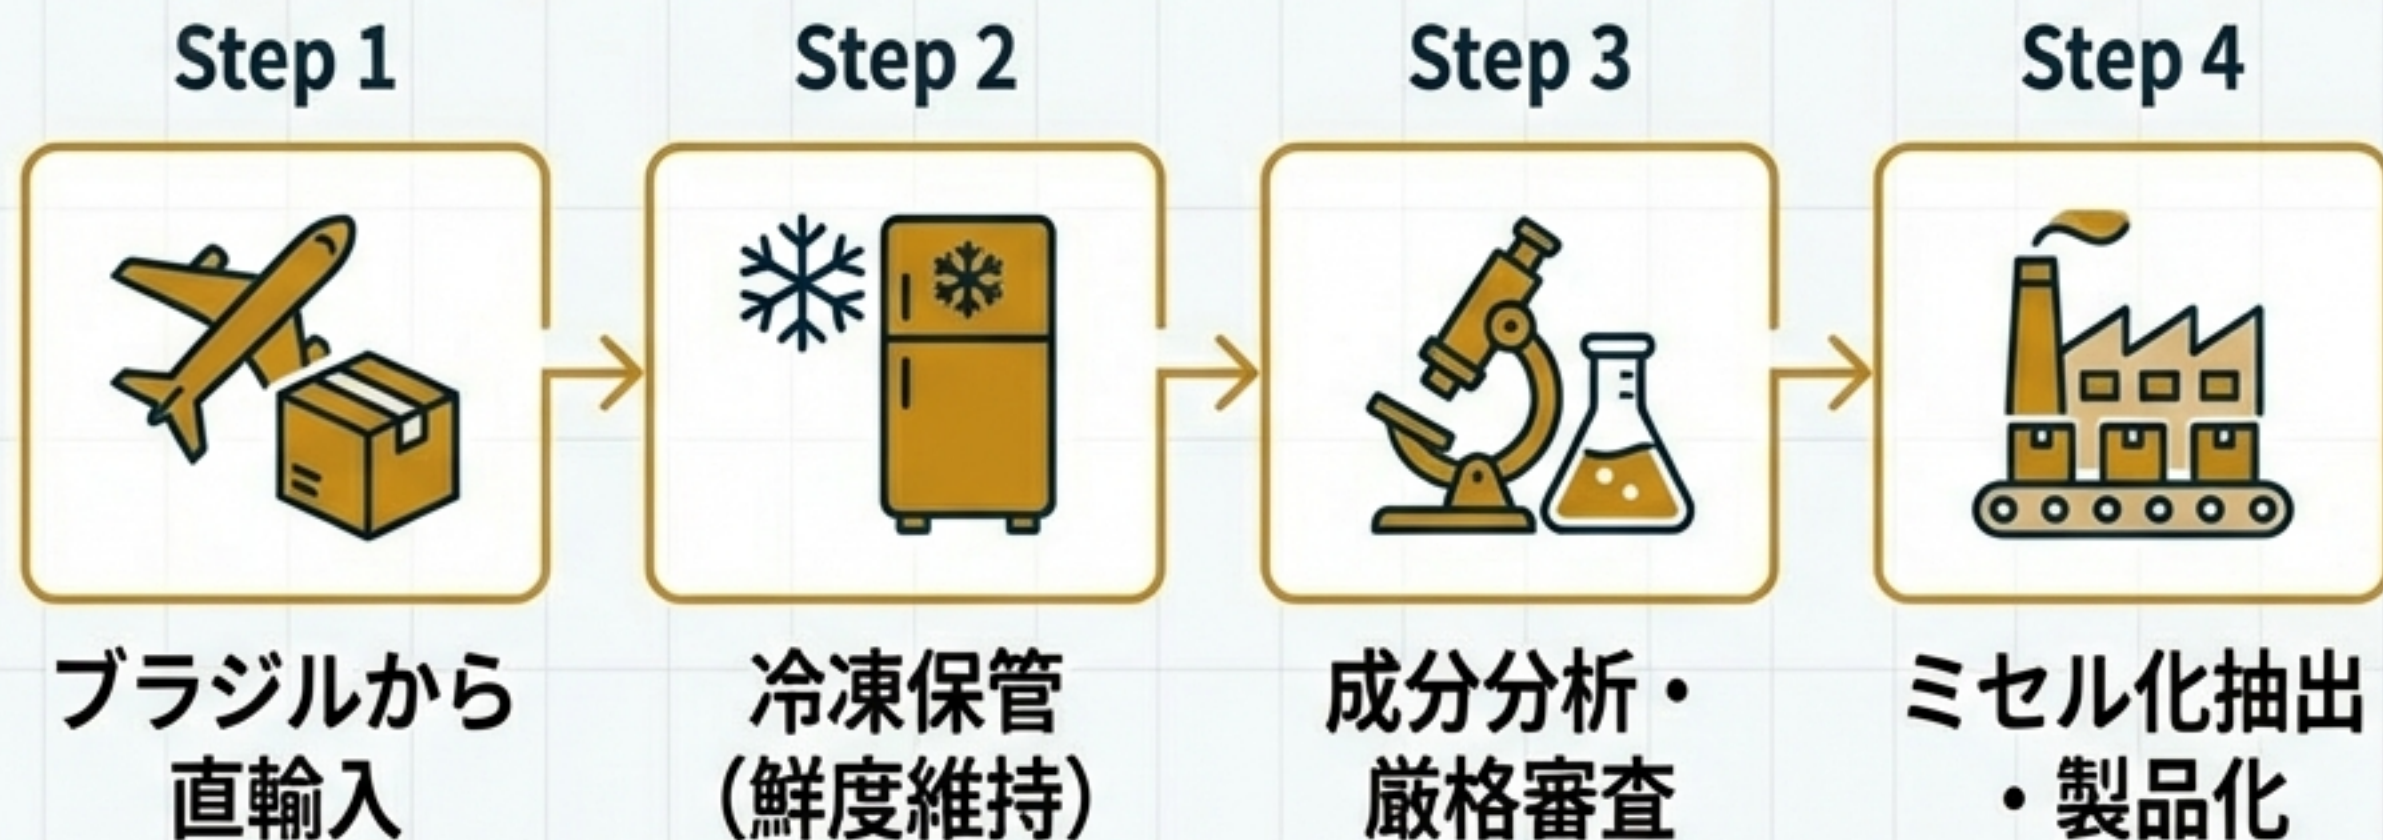 Step 1
Step 2
Step 3
Step 4
ブラジルから
直輸入
冷凍保管
（鮮度維持）
成分分析・
厳格審査
ミセル化抽出
・製品化